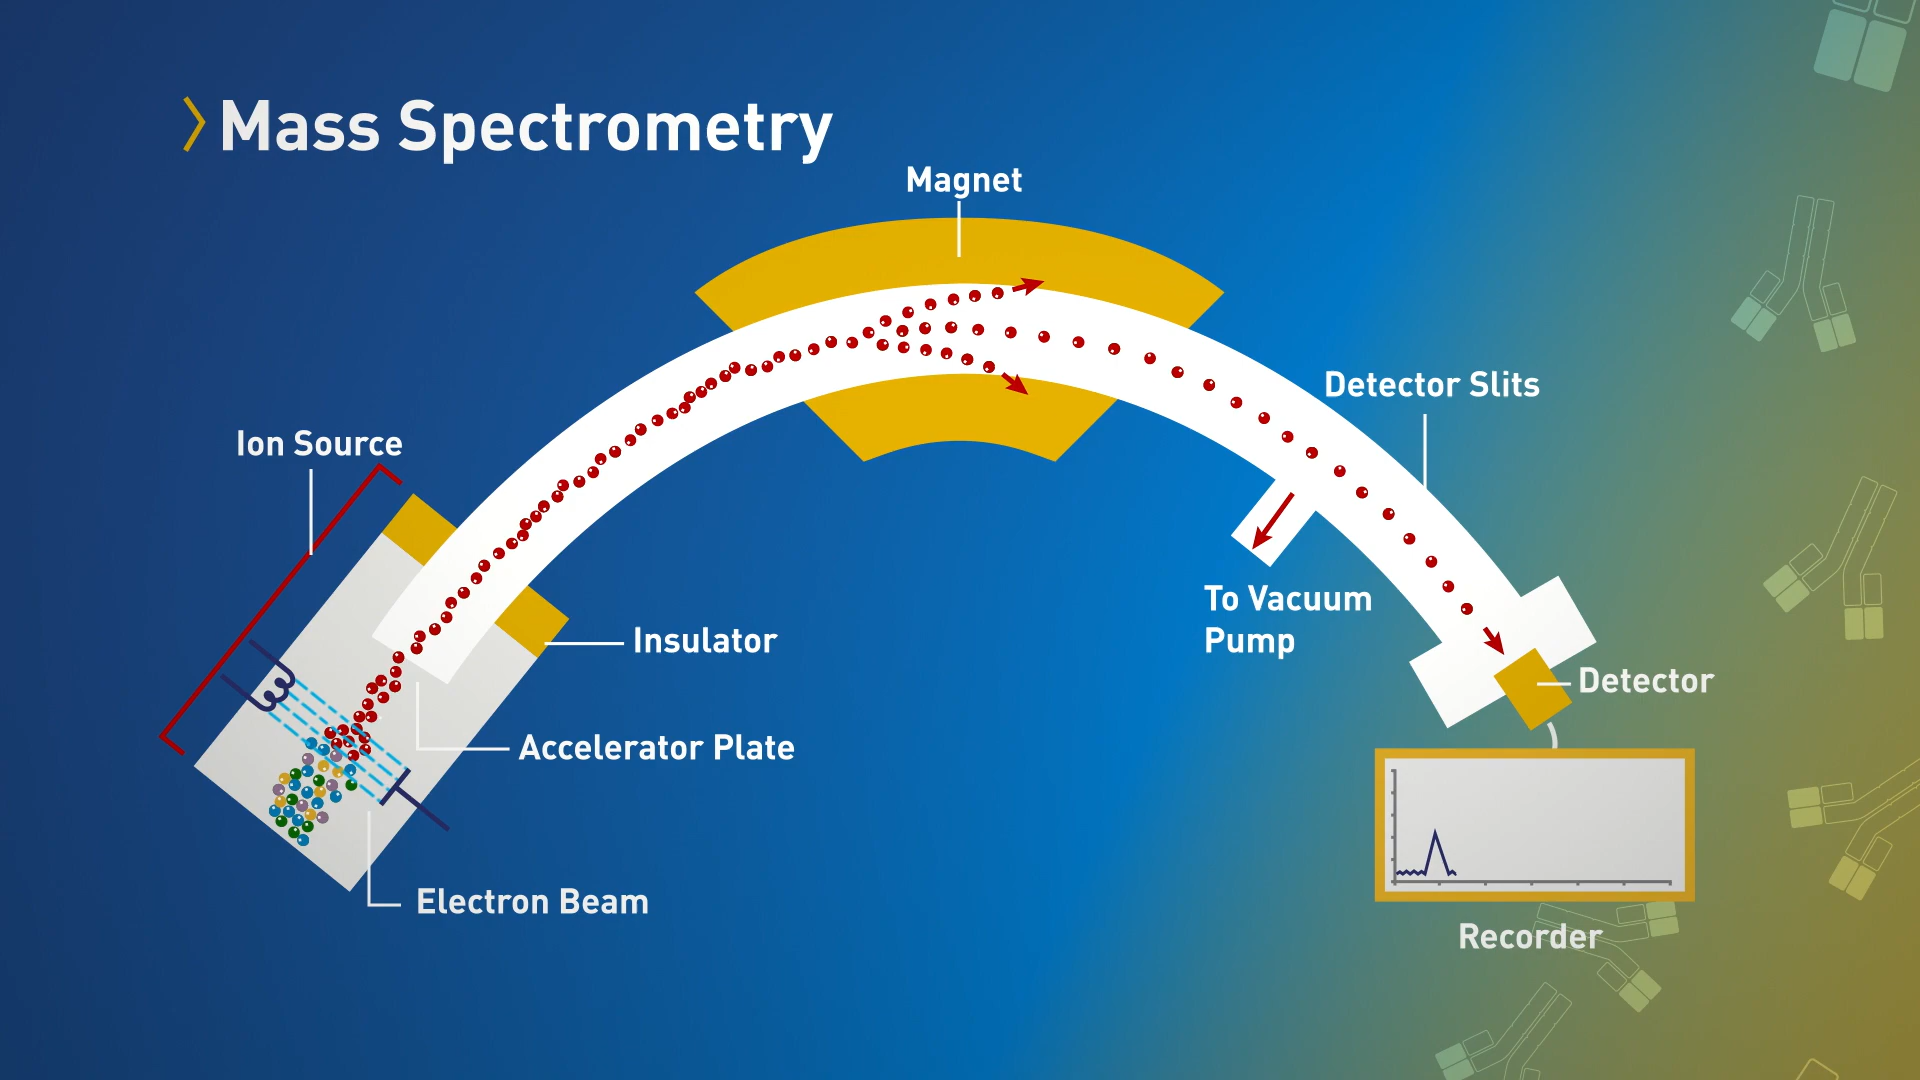 Mass Spectrometry
Magnet
Detector Slits
Ion Source
To Vacuum
Pump
Insulator
Detector
Accelerator Plate
Electron Beam
Recorder